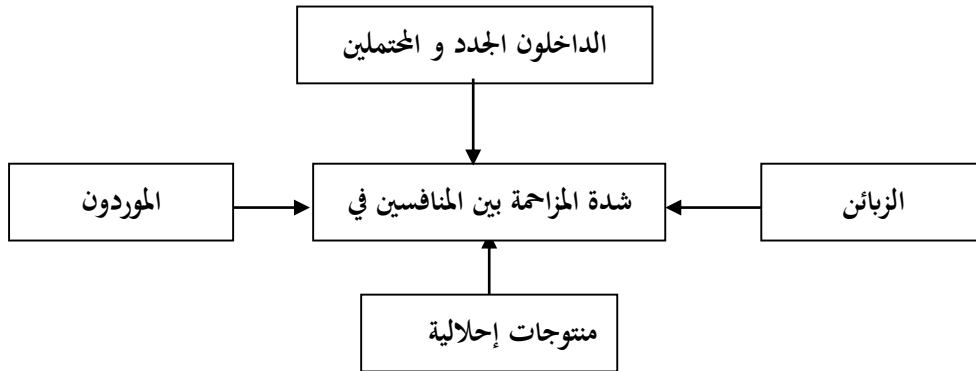 الداخلون الجدد و المحتملين
الزبائن
شدة المزاحمة بين المنافسين في
الموردون
منتوجات إحلالية